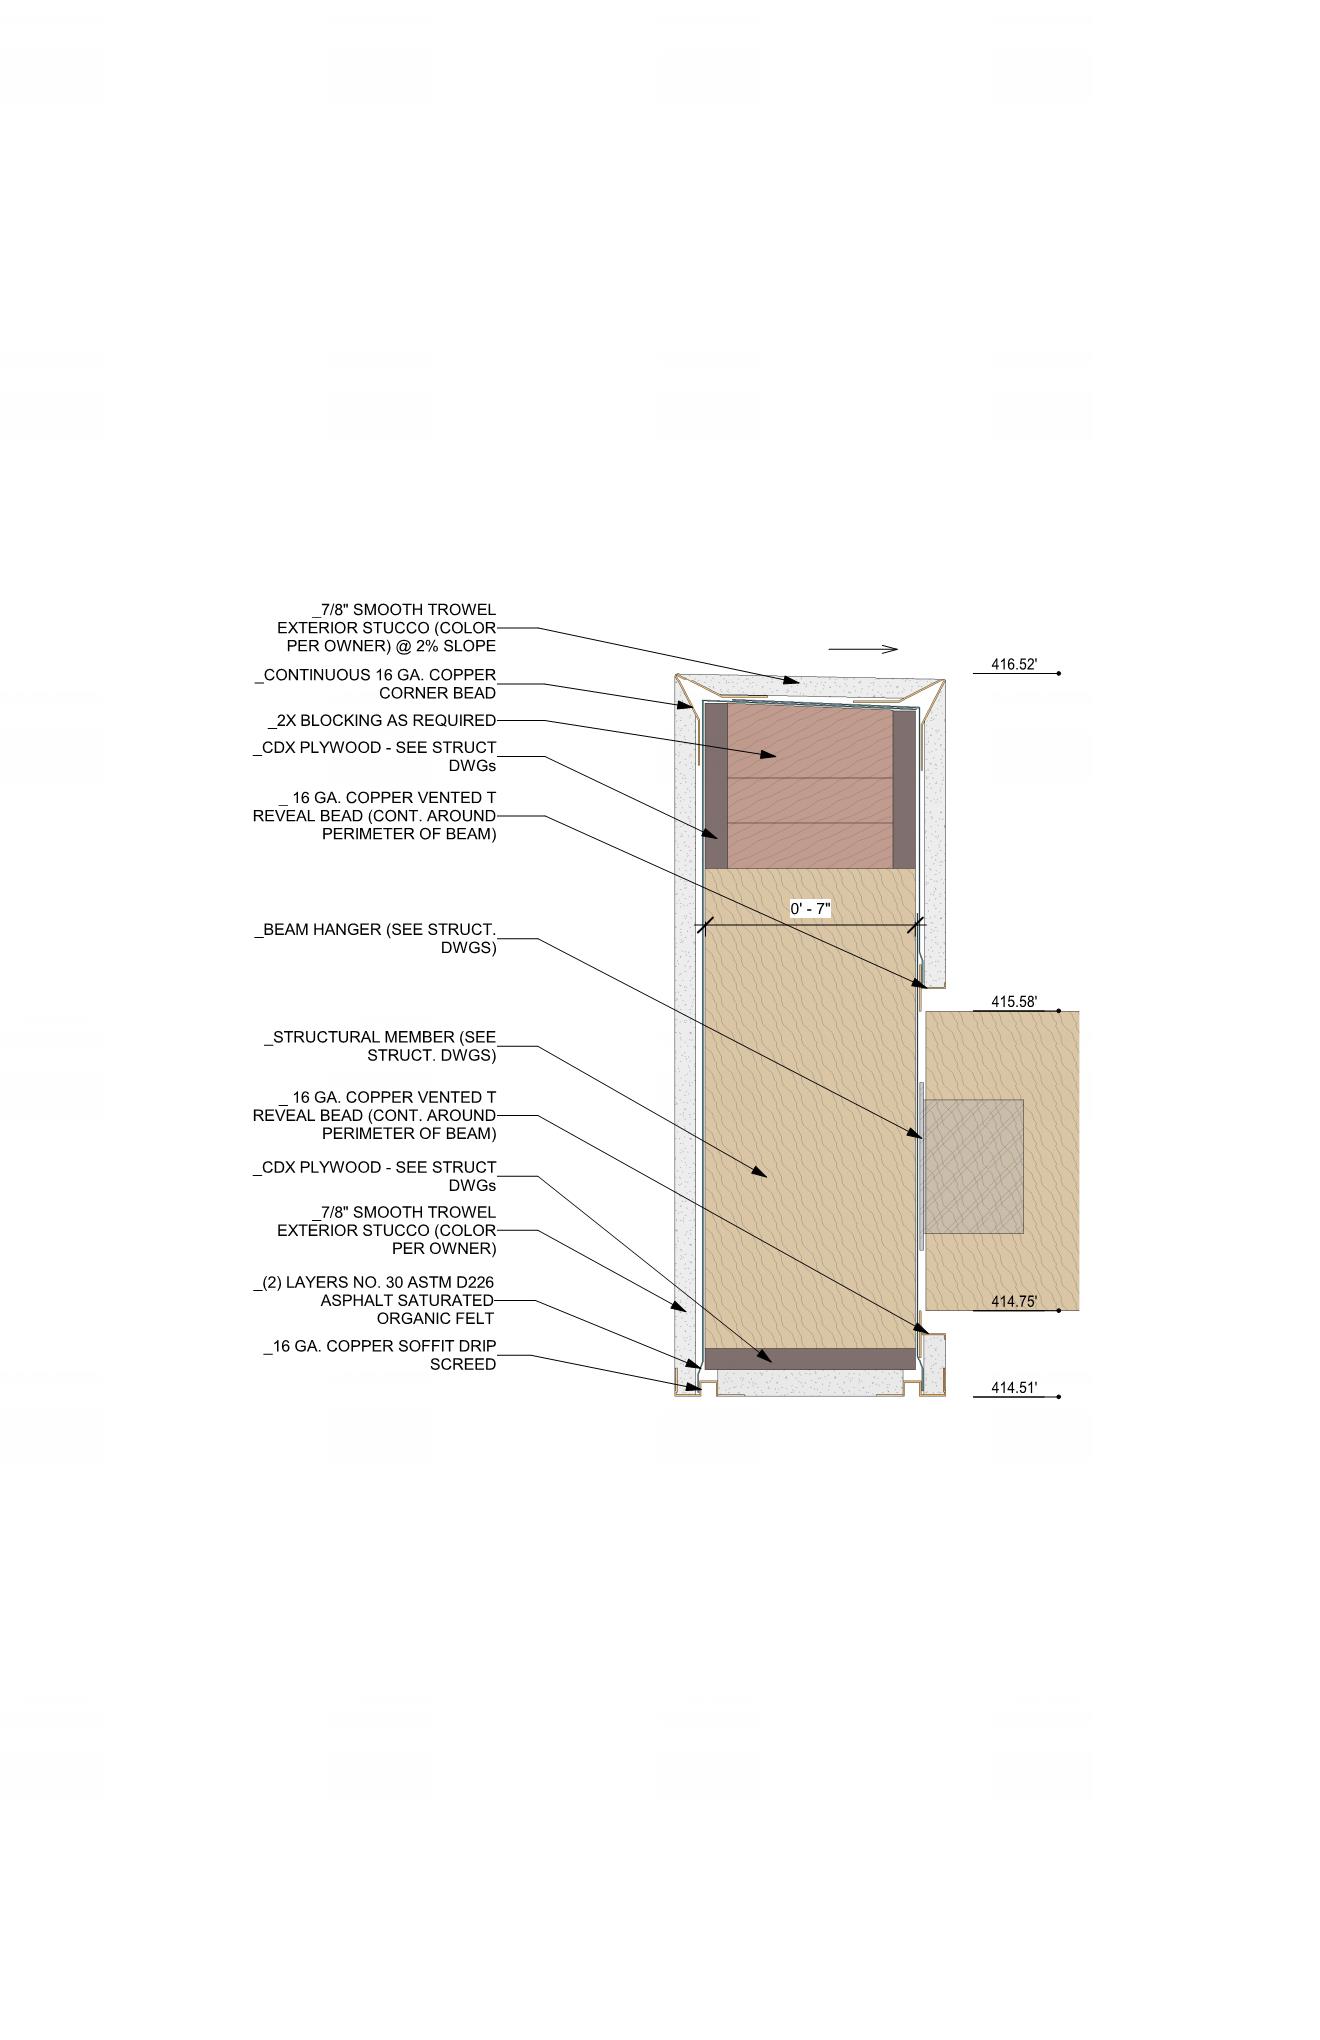 _7/8" SMOOTH TROWEL
EXTERIOR STUCCO (COLOR
PER OWNER) @ 2% SLOPE
_CONTINUOUS 16 GA. COPPER
CORNER BEAD
_2X BLOCKING AS REQUIRED
_CDX PLYWOOD - SEE STRUCT
DWGs
_ 16 GA. COPPER VENTED T
REVEAL BEAD (CONT. AROUND
PERIMETER OF BEAM)
_BEAM HANGER (SEE STRUCT.
DWGS)
_STRUCTURAL MEMBER (SEE
STRUCT. DWGS)
_ 16 GA. COPPER VENTED T
REVEAL BEAD (CONT. AROUND
PERIMETER OF BEAM)
_CDX PLYWOOD - SEE STRUCT
DWGs
_7/8" SMOOTH TROWEL
EXTERIOR STUCCO (COLOR
PER OWNER)
_(2) LAYERS NO. 30 ASTM D226
ASPHALT SATURATED
ORGANIC FELT
_16 GA. COPPER SOFFIT DRIP
SCREED
0' - 7"
416.52'
415.58'
414.75'
414.51'